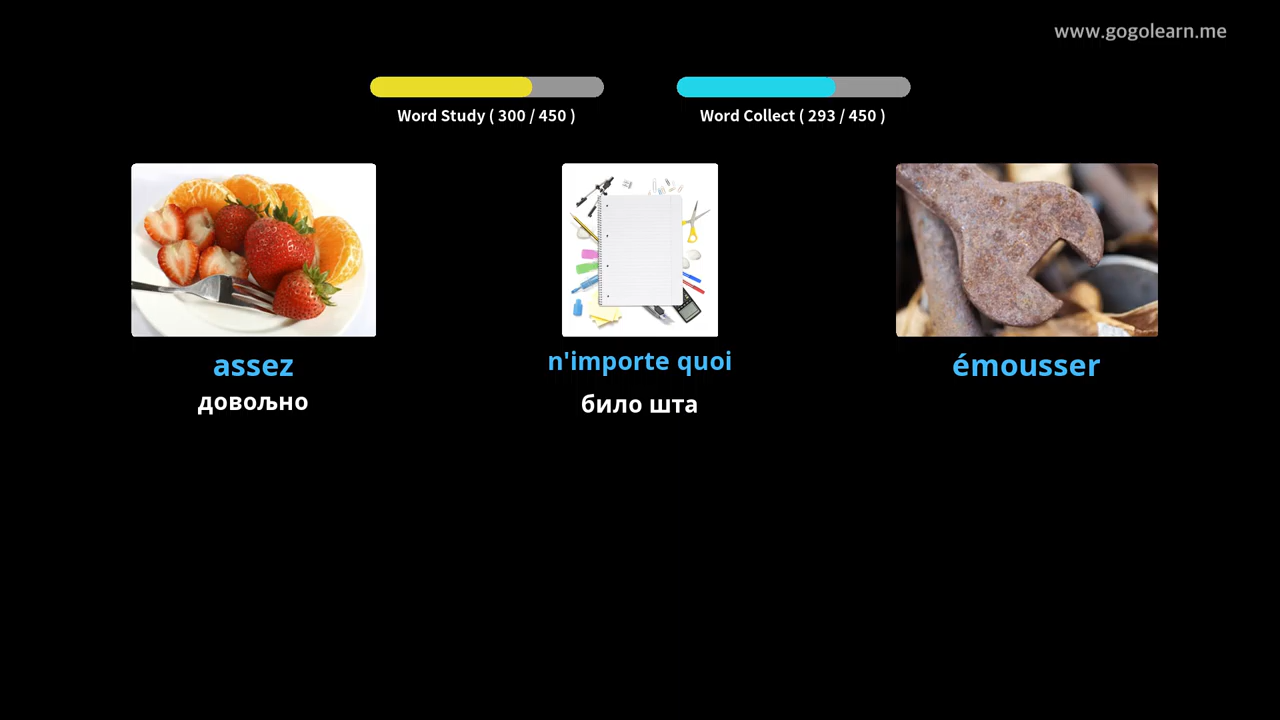 www.gogolearn.me
Word Study ( 300 / 450 )
Word Collect ( 293 / 450 )
assez
n'importe quoi
émousser
довољно
било шта